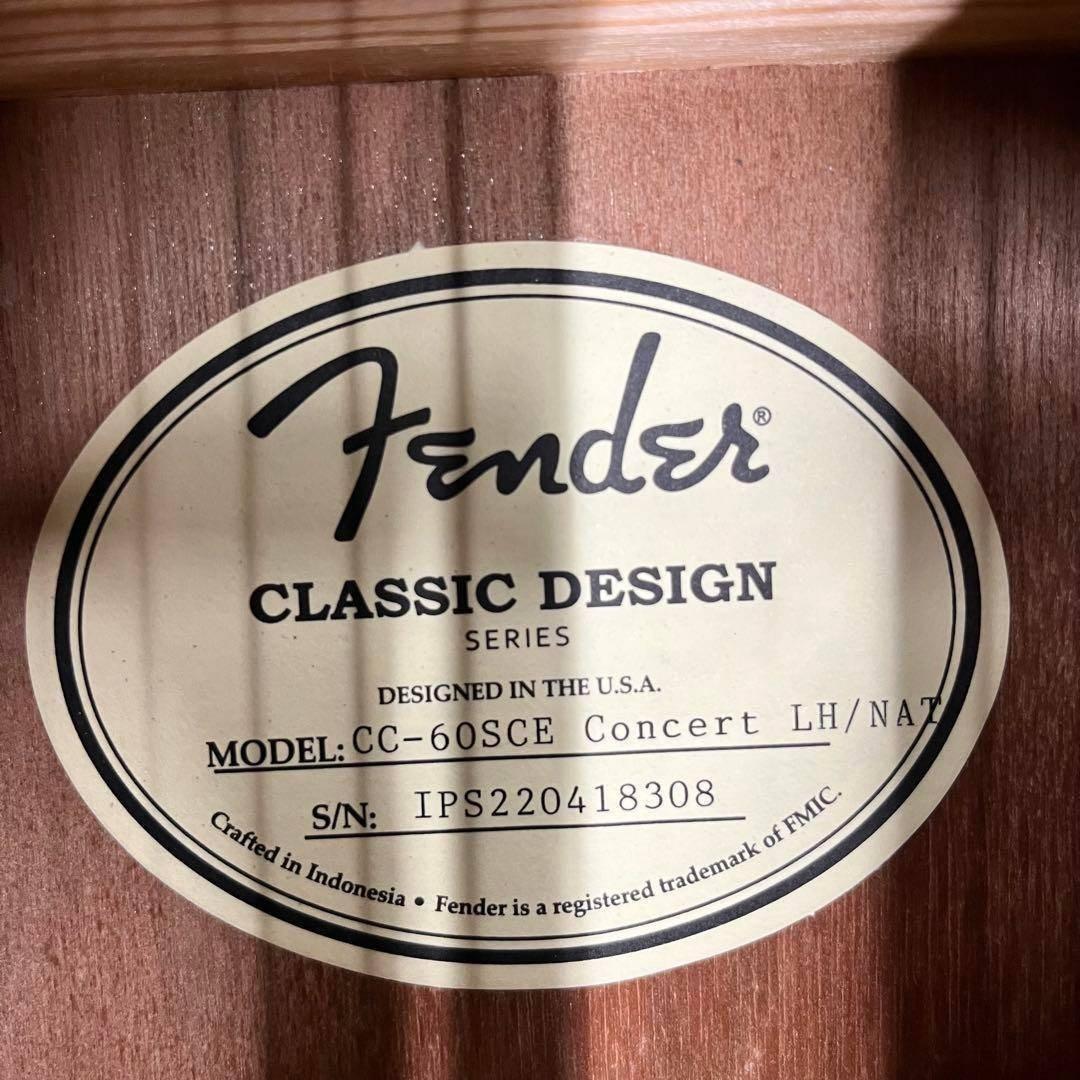 Fender®
CLASSIC DESIGN
SERIES
DESIGNED IN THE U.S.A.
MODEL: CC-60SCE Concert LH/NAT
S/N: IPS220418308
Crafted in Indonesia • Fender is a registered trademark of FMIC.